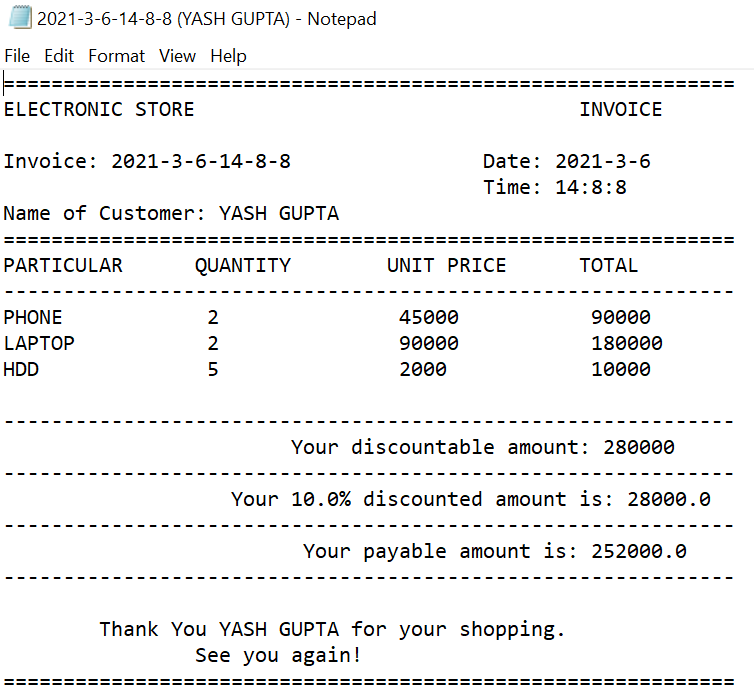 2021-3-6-14-8-8 (YASH GUPTA) - Notepad
File Edit Format View Help
=============================================================
ELECTRONIC STORE                                INVOICE
Invoice: 2021-3-6-14-8-8                Date: 2021-3-6
                                        Time: 14:8:8
Name of Customer: YASH GUPTA
=============================================================
PARTICULAR      QUANTITY        UNIT PRICE      TOTAL
-------------------------------------------------------------
PHONE            2               45000           90000
LAPTOP           2               90000           180000
HDD              5               2000            10000
-------------------------------------------------------------
                        Your discountable amount: 280000
-------------------------------------------------------------
                   Your 10.0% discounted amount is: 28000.0
-------------------------------------------------------------
                         Your payable amount is: 252000.0
-------------------------------------------------------------
        Thank You YASH GUPTA for your shopping.
                See you again!
=============================================================